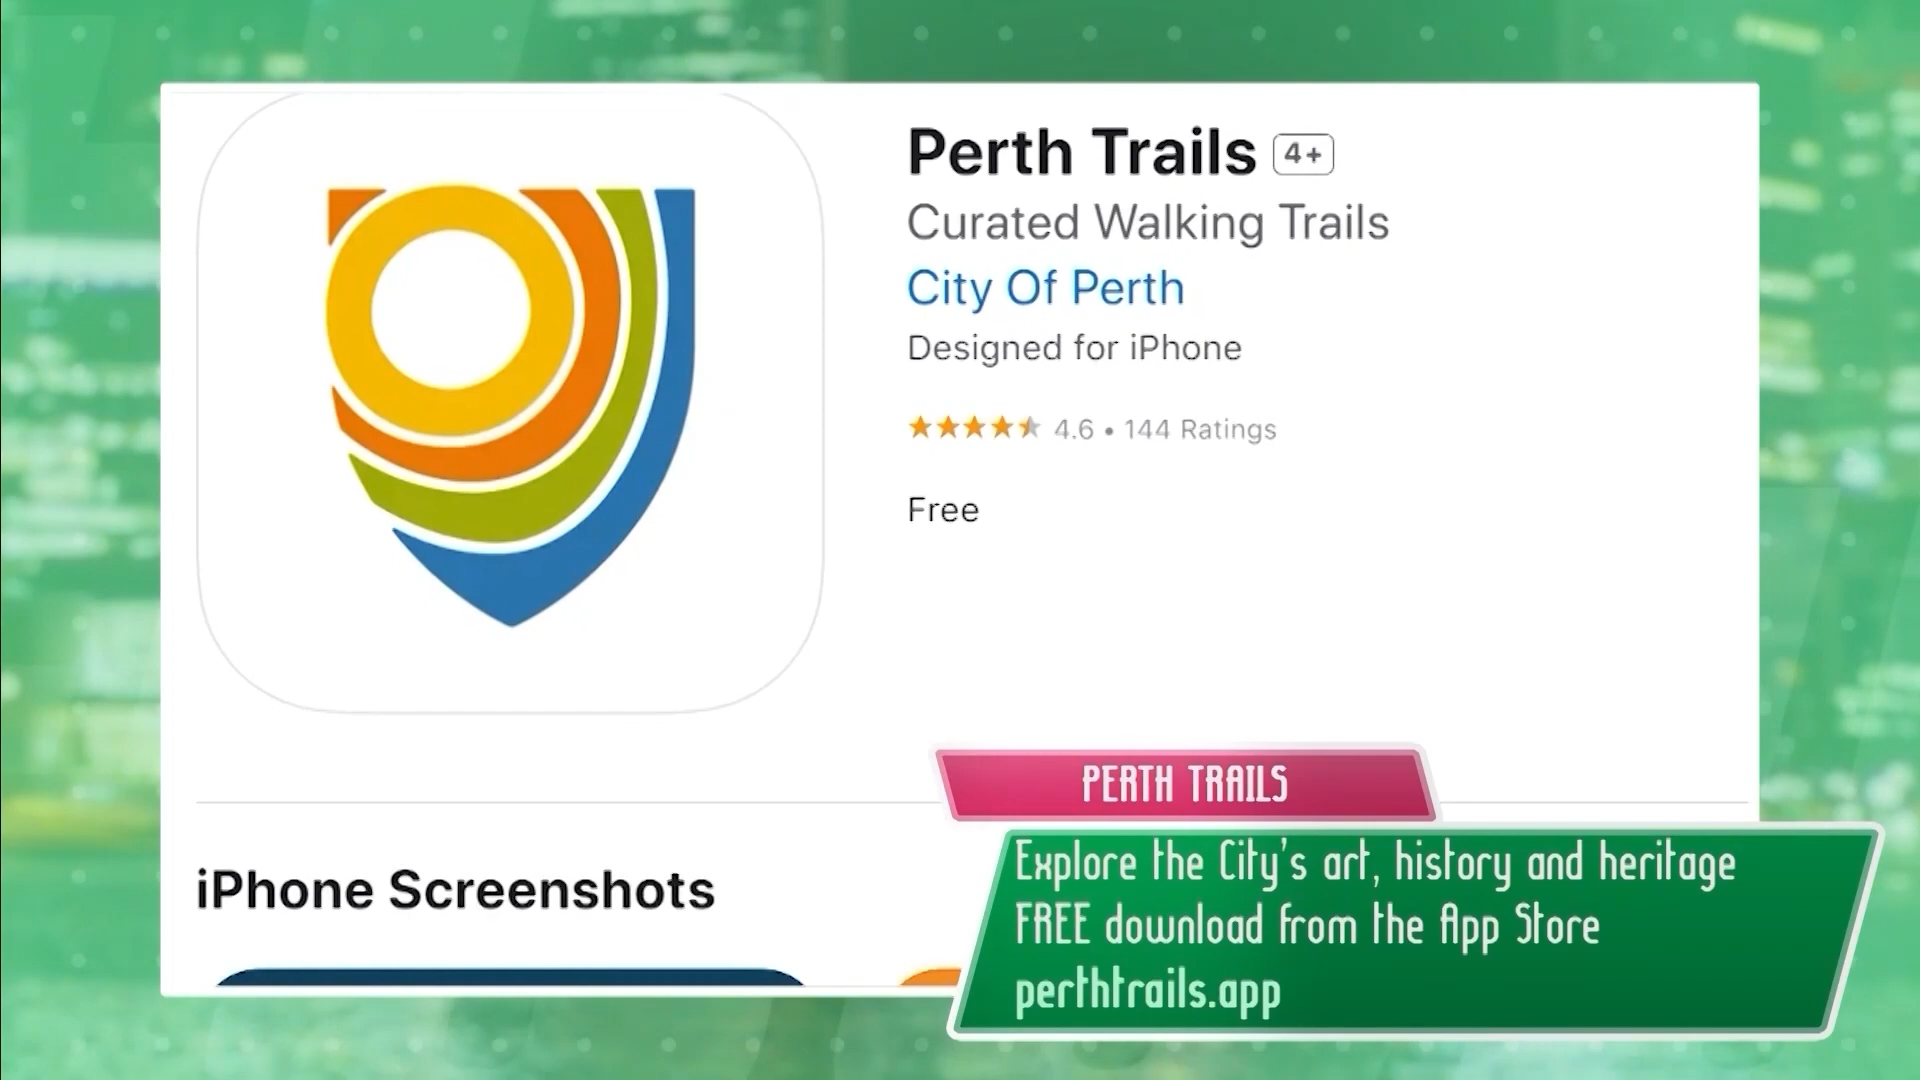 Perth Trails 4+
Curated Walking Trails
City Of Perth
Designed for iPhone
4.6 • 144 Ratings
Free
iPhone Screenshots
PERTH TRAILS
Explore the City's art, history and heritage
FREE download from the App Store
perthtrails.app